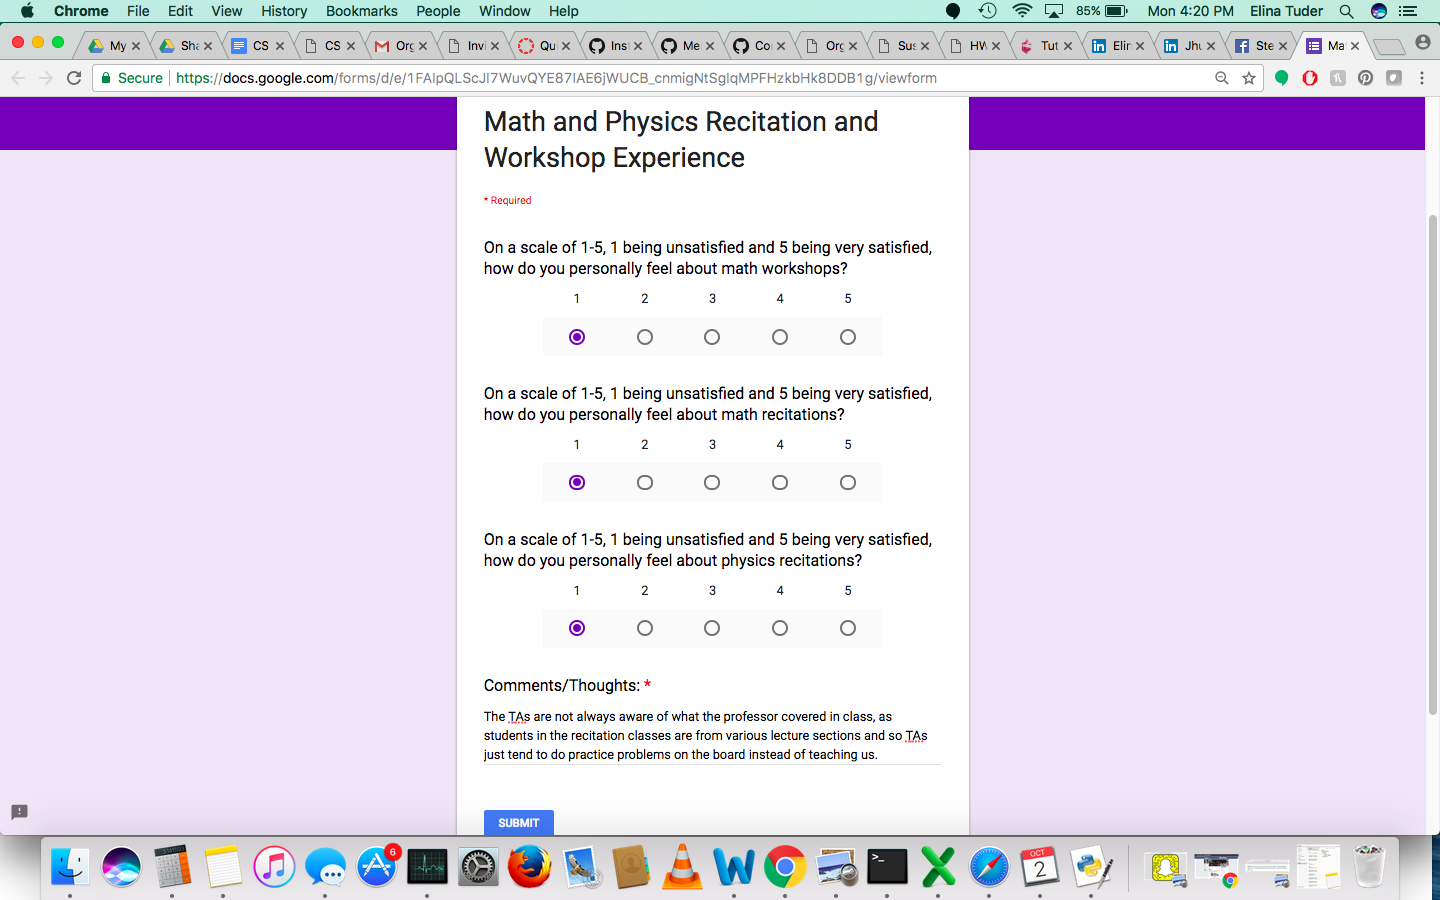 Chrome File Edit View History Bookmarks People Window Help 85% Mon 4:20 PM Elina Tuder
My Sha CS CS Org Invi Qu Ins Me Co Org Sus HW Tut Elin Jhu Ste Mat
Secure https://docs.google.com/forms/d/e/
/viewform
Math and Physics Recitation and
Workshop Experience
* Required
On a scale of 1-5, 1 being unsatisfied and 5 being very satisfied,
how do you personally feel about math workshops?
1 2 3 4 5
On a scale of 1-5, 1 being unsatisfied and 5 being very satisfied,
how do you personally feel about math recitations?
1 2 3 4 5
On a scale of 1-5, 1 being unsatisfied and 5 being very satisfied,
how do you personally feel about physics recitations?
1 2 3 4 5
Comments/Thoughts: *
The TAs are not always aware of what the professor covered in class, as
students in the recitation classes are from various lecture sections and so TAs
just tend to do practice problems on the board instead of teaching us.
SUBMIT
6
OCT
2